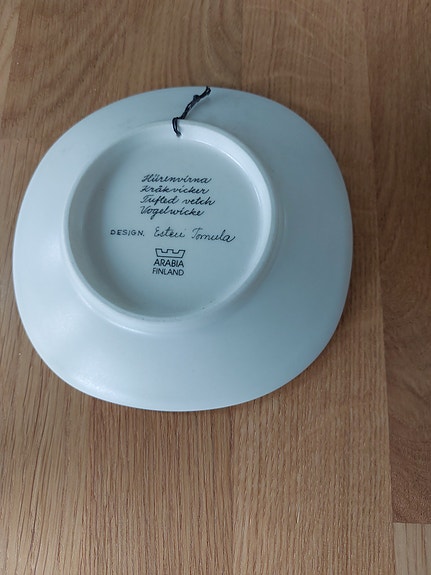 Hiirenvirna
Kråkvicker
Tufted vetch
Vogelwicke
DESIGN. Esteri Tomula
ARABIA
FINLAND